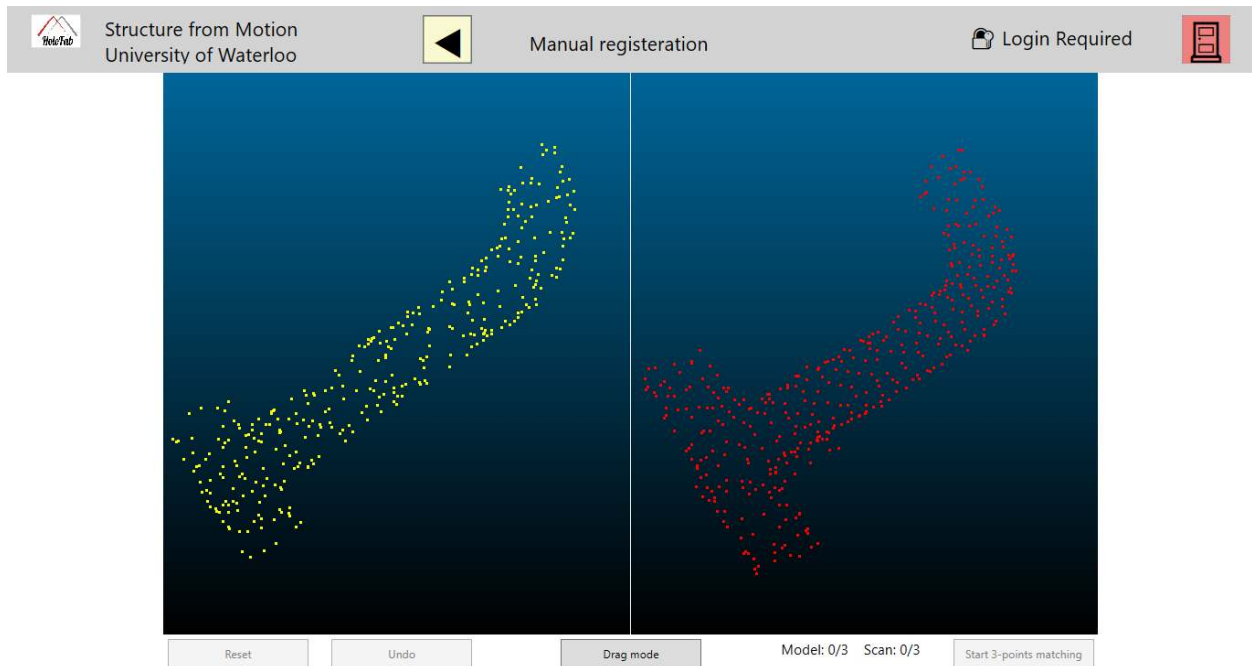 HoloFab
Structure from Motion
University of Waterloo
Manual registeration
Login Required
Reset
Undo
Drag mode
Model: 0/3
Scan: 0/3
Start 3-points matching